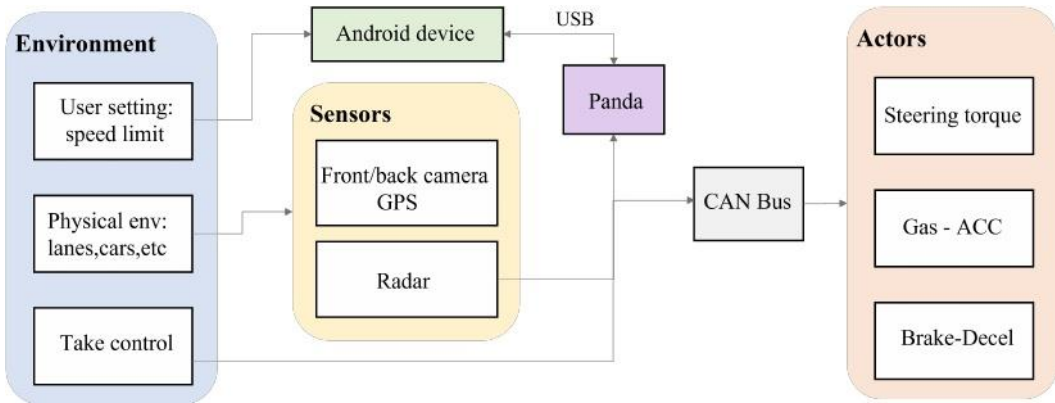 Environment
User setting:
speed limit
Physical env:
lanes,cars,etc
Take control
Android device
USB
Sensors
Front/back camera
GPS
Radar
Panda
CAN Bus
Actors
Steering torque
Gas - ACC
Brake-Decel